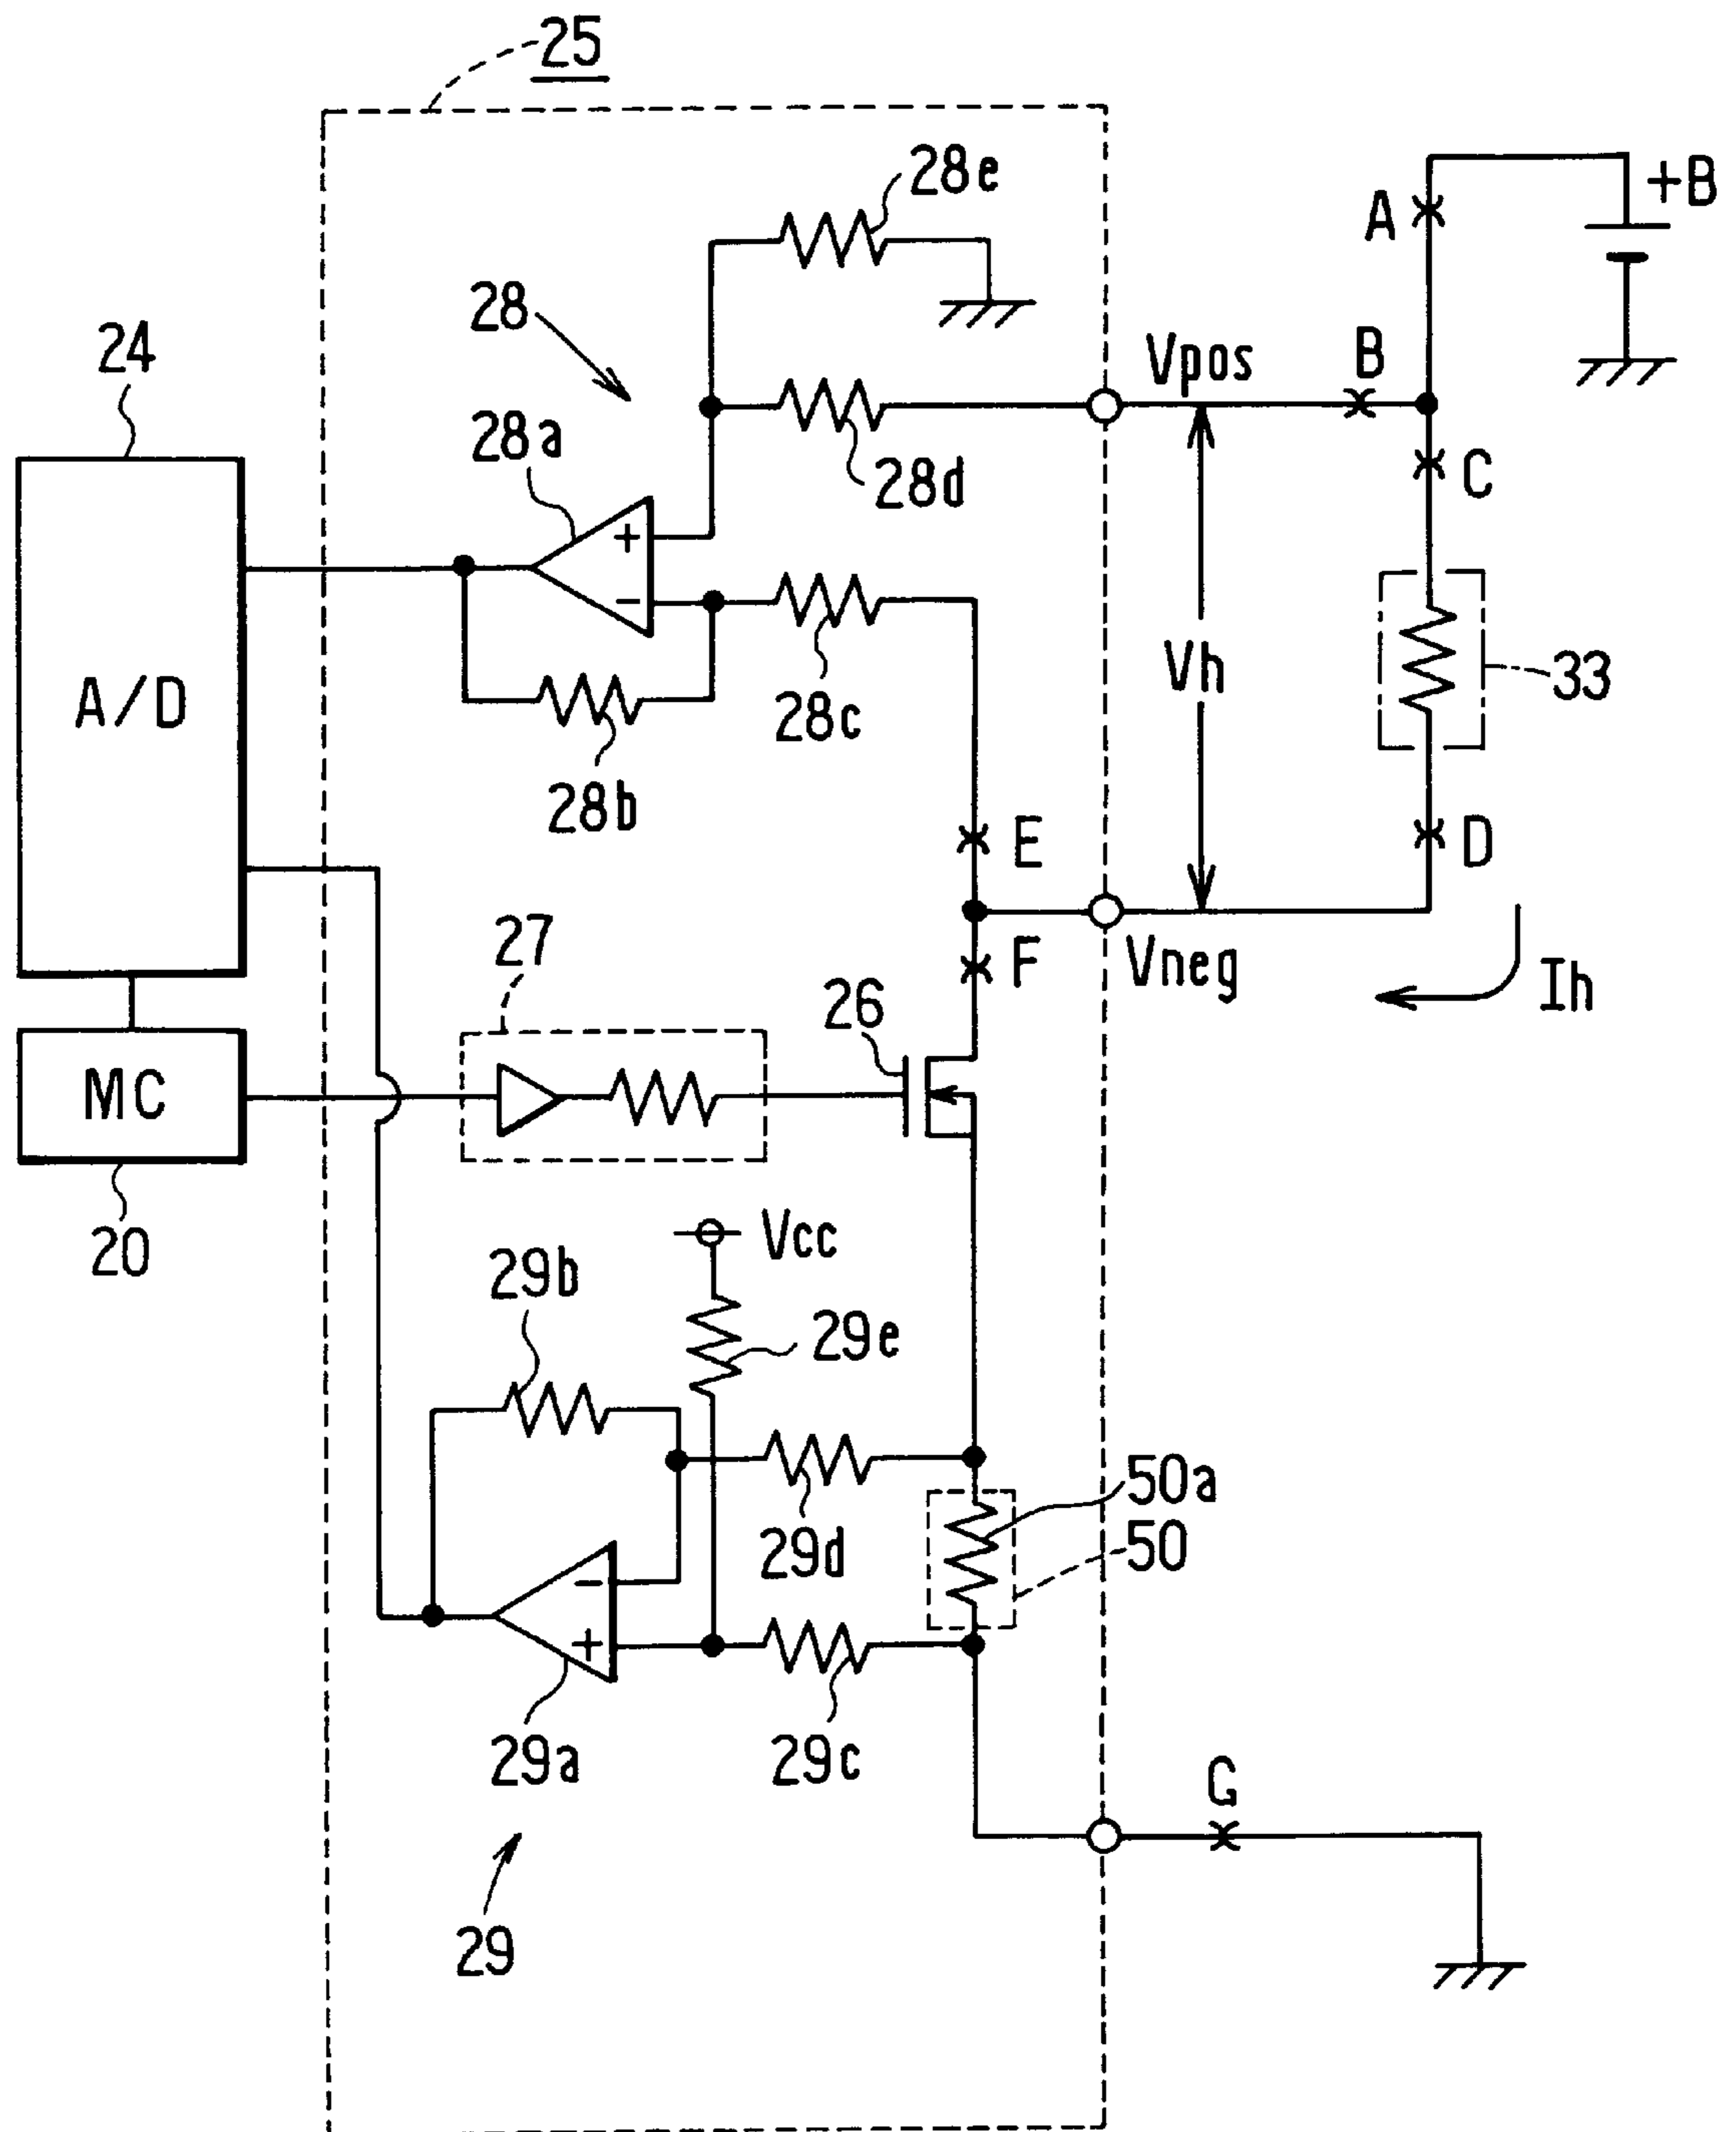 25
28e
+B
A
28
24
Vpos
B
28a
28d
C
+
−
A/D
Vh
33
28c
28b
E
D
27
F
Vneg
26
Ih
MC
20
Vcc
29b
29e
50a
29d
50
−
+
29a
29c
G
29